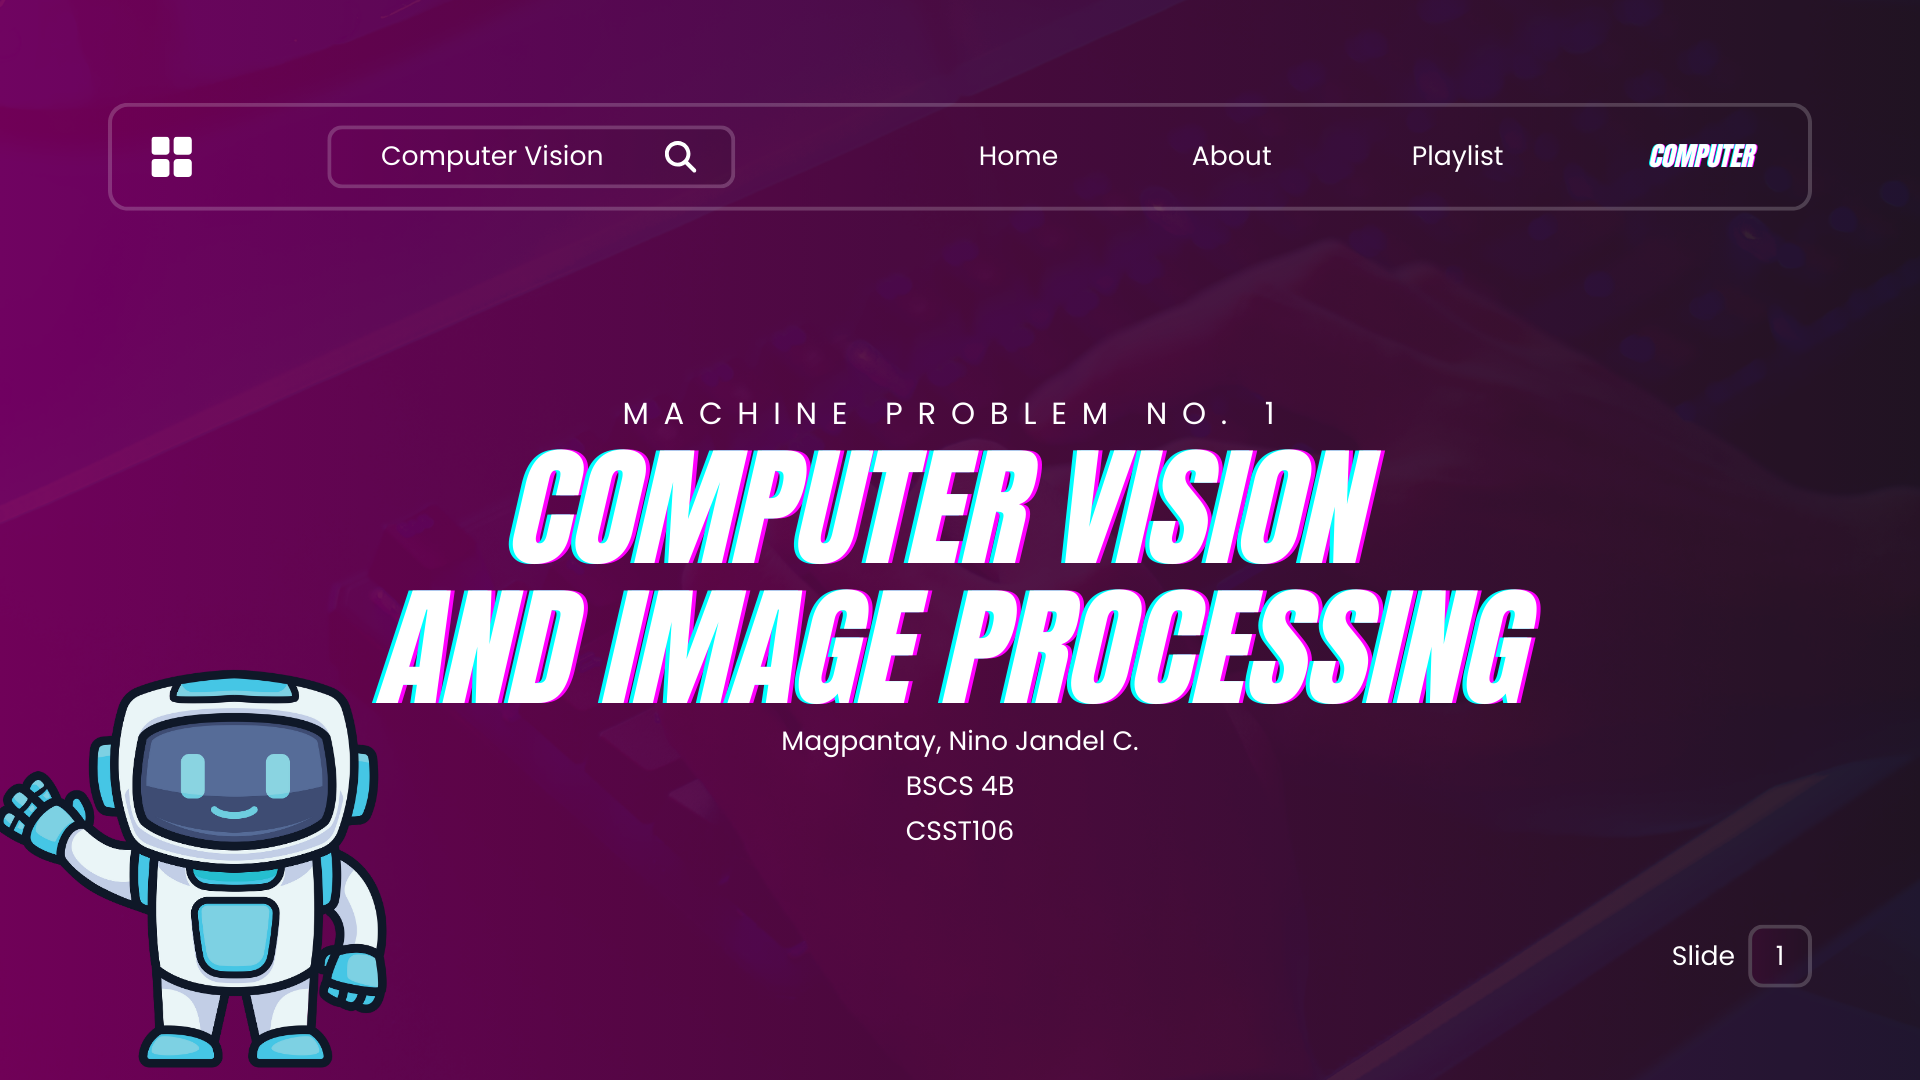 Computer Vision
Home
About
Playlist
COMPUTER
MACHINE PROBLEM NO. 1
COMPUTER VISION
AND IMAGE PROCESSING
Magpantay, Nino Jandel C.
BSCS 4B
CSST106
Slide 1